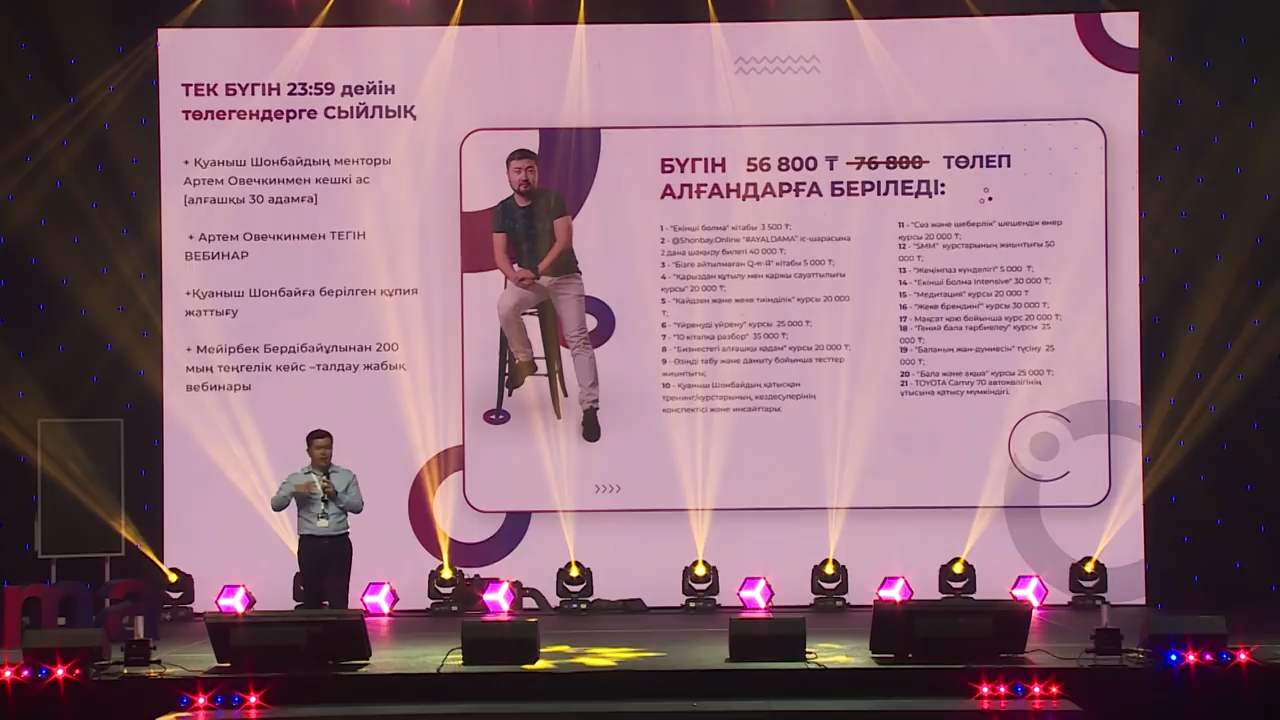 ТЕК БҮГІН 23:59 дейін
төлегендерге СЫЙЛЫҚ
+ Қуаныш Шонбайдың менторы
Артем Овечкинмен кешкі ас
[алғашқы 30 адамға]
+ Артем Овечкинмен ТЕГІН
ВЕБИНАР
+Қуаныш Шонбайға берілген құпия
жаттығу
+ Мейірбек Бердібайұлынан 200
мың теңгелік кейс –талдау жабық
вебинары
БҮГІН 56 800 ₸ 76 800 ТӨЛЕП
АЛҒАНДАРҒА БЕРІЛЕДІ:
1 - "Екінші болма" кітабы 3 500 ₸;
2 - @Shonbay.Online "#AYALDAMA" іс-шарасына
2 дана шақыру билеті 40 000 ₸;
3 - "Бізге айтылмаған Q-я-Я" кітабы 5 000 ₸;
4 - "Қарыздан құтылу мен қаржы сауаттылығы
курсы" 20 000 ₸;
5 - "Кайдзен және жеке тиімділік" курсы 20 000
₸;
6 - "Үйренуді үйрену" курсы 25 000 ₸;
7 - "10 кітапқа разбор" 35 000 ₸;
8 - "Бизнестегі алғашқы қадам" курсы 20 000 ₸;
9 - Өзіңді табу және дамыту бойынша тесттер
жиынтығы;
10 - Қуаныш Шонбайдың қатысқан
тренинг/курстарының, кездесулерінің
конспектісі және инсайттары;
11 - "Сөз және шеберлік" шешендік өнер
курсы 20 000 ₸;
12 - "SMM" курстарының жиынтығы 50
000 ₸;
13 - "Жеңімпаз күнделігі" 5 000 ₸;
14 - "Екінші Болма Intensive" 30 000 ₸;
15 - "Медитация" курсы 20 000 ₸
16 - "Жеке брендинг" курсы 30 000 ₸;
17 - Мақсат қою бойынша курс 20 000 ₸;
18 - "Гений бала тәрбиелеу" курсы 25
000 ₸;
19 - "Баланың жан-дүниесін" түсіну 25
000 ₸;
20 - "Бала және ақша" курсы 25 000 ₸;
21 - TOYOTA Camry 70 автокөлігінің
ұтысына қатысу мүмкіндігі.
ma